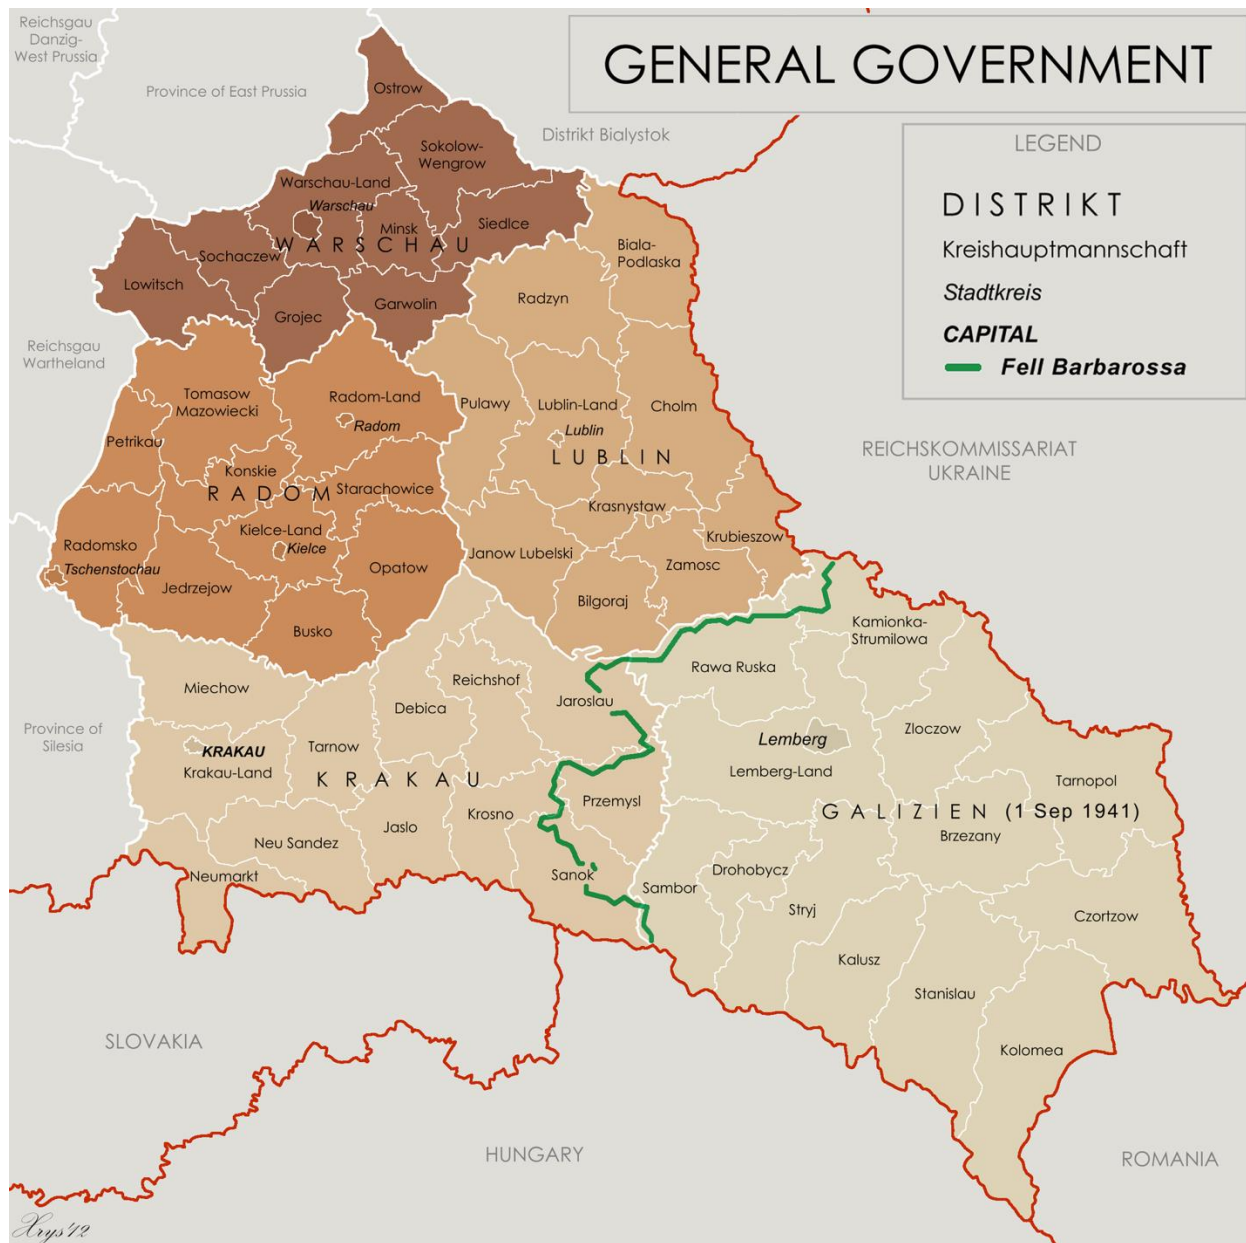 Reichsgau
Danzig-
West Prussia
GENERAL GOVERNMENT
Province of East Prussia
Distrikt Bialystok
LEGEND
DISTRIKT
Kreishauptmannschaft
Stadtkreis
CAPITAL
Fell Barbarossa
Ostrow
Sokolow-
Wengrow
Warschau-Land
Warschau
Minsk
Siedlce
WARSCHAU
Sochaczew
Lowitsch
Grojec
Garwolin
Biala-
Podlaska
Radzyn
Reichsgau
Wartheland
Tomasow
Mazowiecki
Radom-Land
Radom
Petrikau
Konskie
RADOM
Starachowice
Kielce-Land
Kielce
Radomsko
Tschenstochau
Jedrzejow
Opatow
Busko
Pulawy
Lublin-Land
Lublin
Cholm
LUBLIN
Krasnystaw
Krubieszow
Janow Lubelski
Zamosc
Bilgoraj
REICHSKOMMISSARIAT
UKRAINE
Kamionka-
Strumilowa
Rawa Ruska
Miechow
Reichshof
Debica
Jaroslau
Province of
Silesia
KRAKAU
Krakau-Land
Tarnow
KRAKAU
Przemysl
Krosno
Jaslo
Neu Sandez
Neumarkt
Sanok
Zloczow
Lemberg
Lemberg-Land
Tarnopol
GALIZIEN (1 Sep 1941)
Brzezany
Drohobycz
Sambor
Stryj
Czortzow
Kalusz
Stanislau
Kolomea
SLOVAKIA
HUNGARY
ROMANIA
Xrys'12